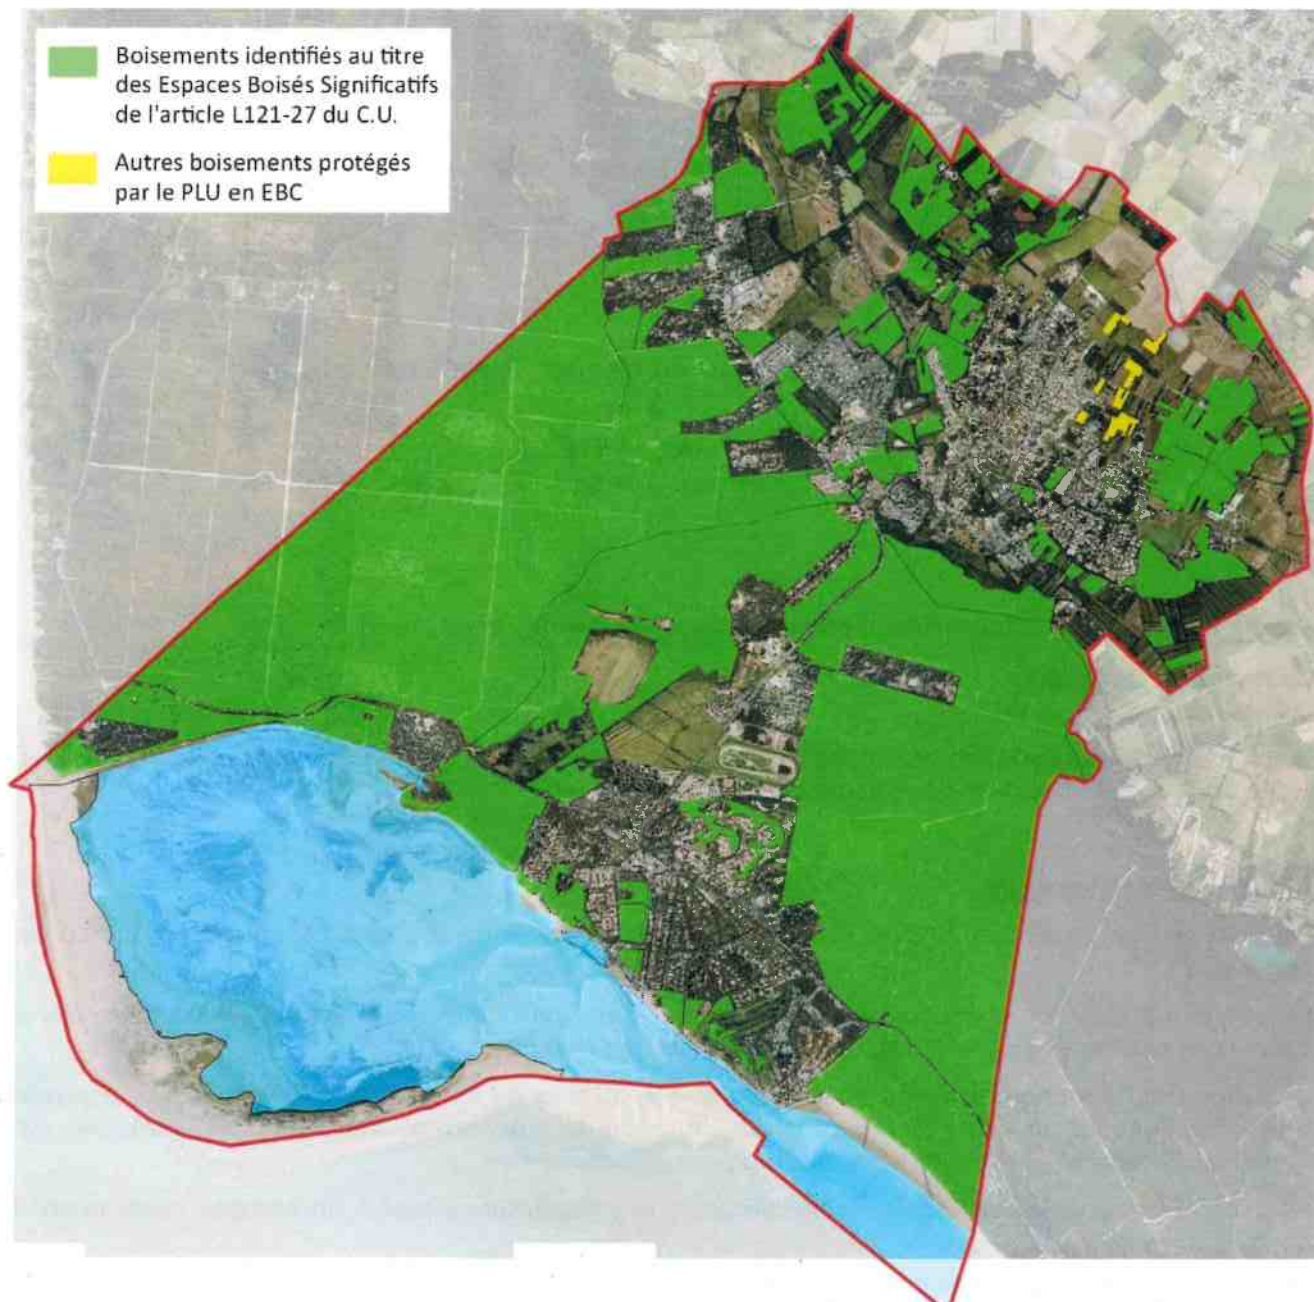 Boisements identifiés au titre
des Espaces Boisés Significatifs
de l'article L121-27 du C.U.
Autres boisements protégés
par le PLU en EBC